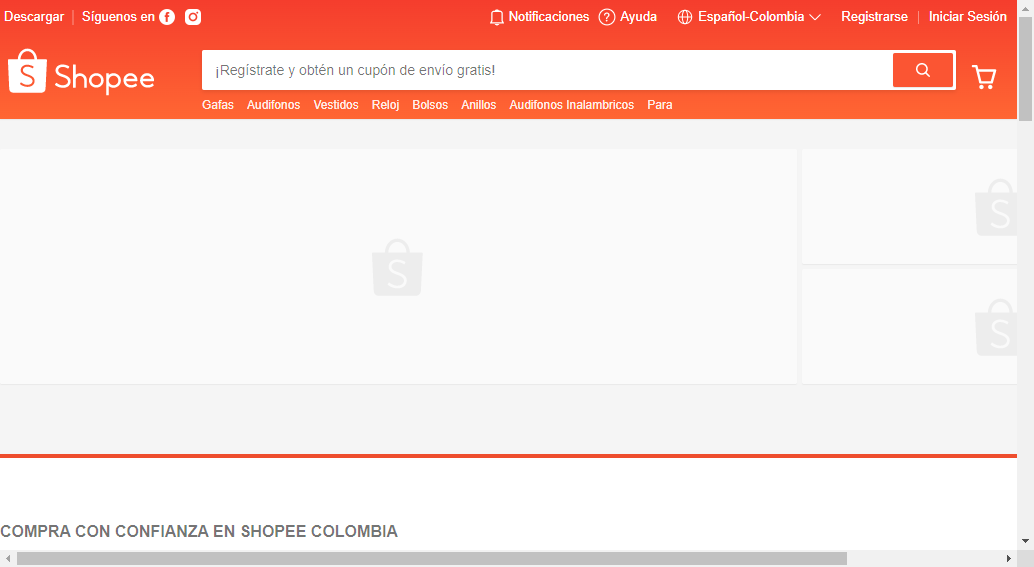 Descargar Síguenos en Notificaciones Ayuda Español-Colombia Registrarse Iniciar Sesión
Shopee
¡Regístrate y obtén un cupón de envío gratis!
Gafas Audifonos Vestidos Reloj Bolsos Anillos Audifonos Inalambricos Para
COMPRA CON CONFIANZA EN SHOPEE COLOMBIA